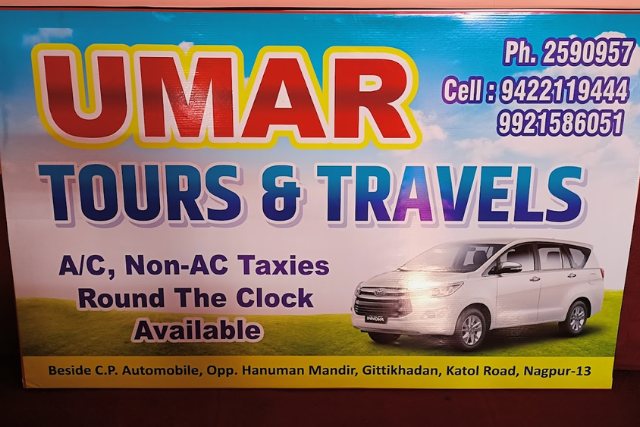 UMAR
Ph. 2590957
Cell : 9422119444
9921586051
TOURS & TRAVELS
A/C, Non-AC Taxies
Round The Clock
Available
INNOVA
Beside C.P. Automobile, Opp. Hanuman Mandir, Gittikhadan, Katol Road, Nagpur-13